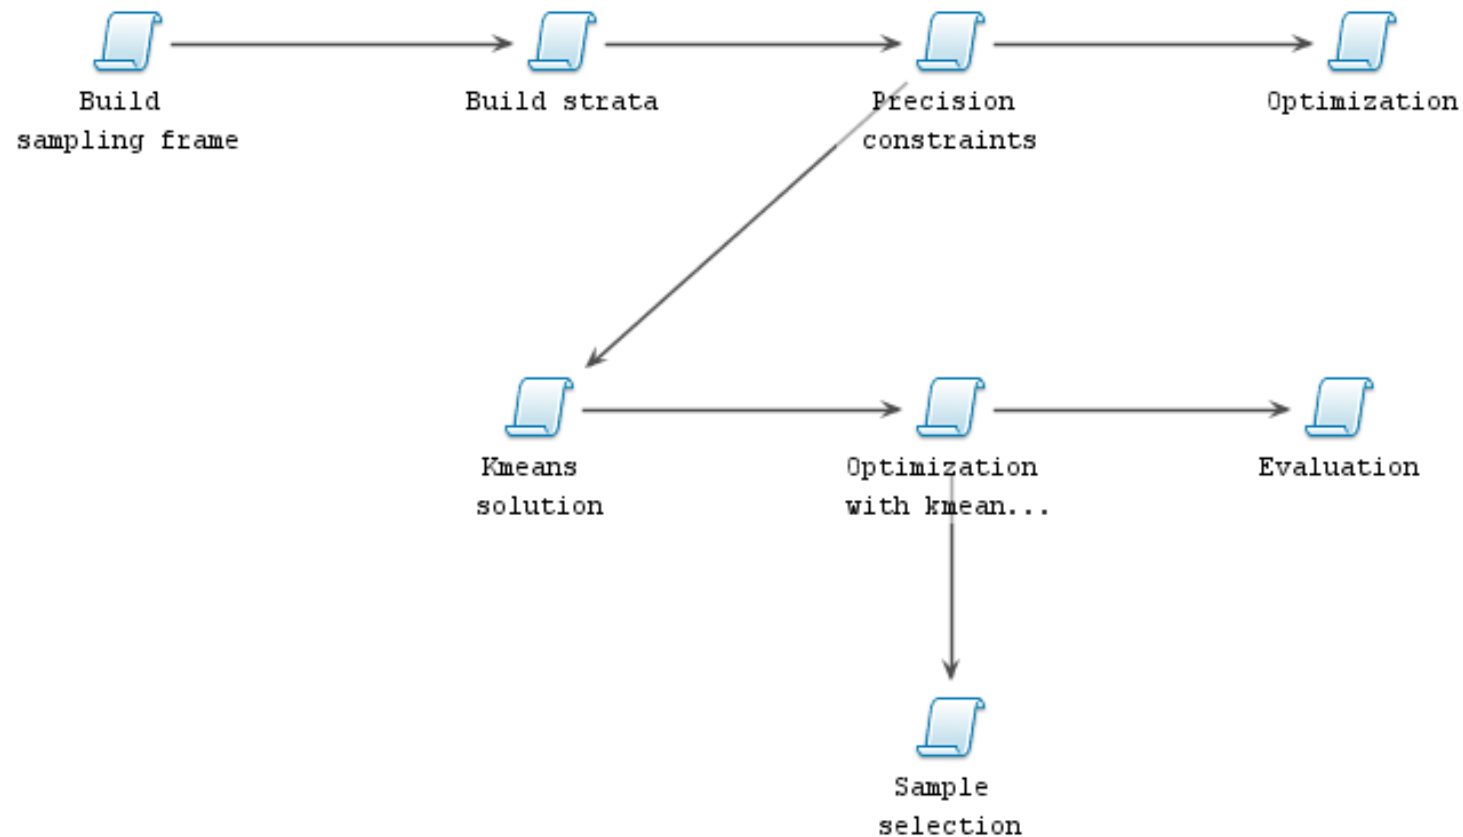 Build
sampling frame
Build strata
Precision
constraints
Optimization
Kmeans
solution
Optimization
with kmean...
Evaluation
Sample
selection